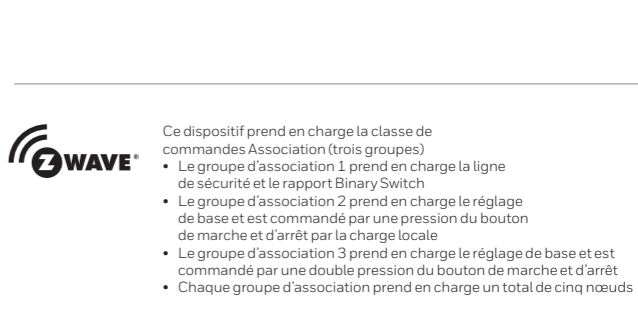 Z WAVE®
Ce dispositif prend en charge la classe de
commandes Association (trois groupes)
• Le groupe d'association 1 prend en charge la ligne
de sécurité et le rapport Binary Switch
• Le groupe d'association 2 prend en charge le réglage
de base et est commandé par une pression du bouton
de marche et d'arrêt par la charge locale
• Le groupe d'association 3 prend en charge le réglage de base et est
commandé par une double pression du bouton de marche et d'arrêt
• Chaque groupe d'association prend en charge un total de cinq nœuds